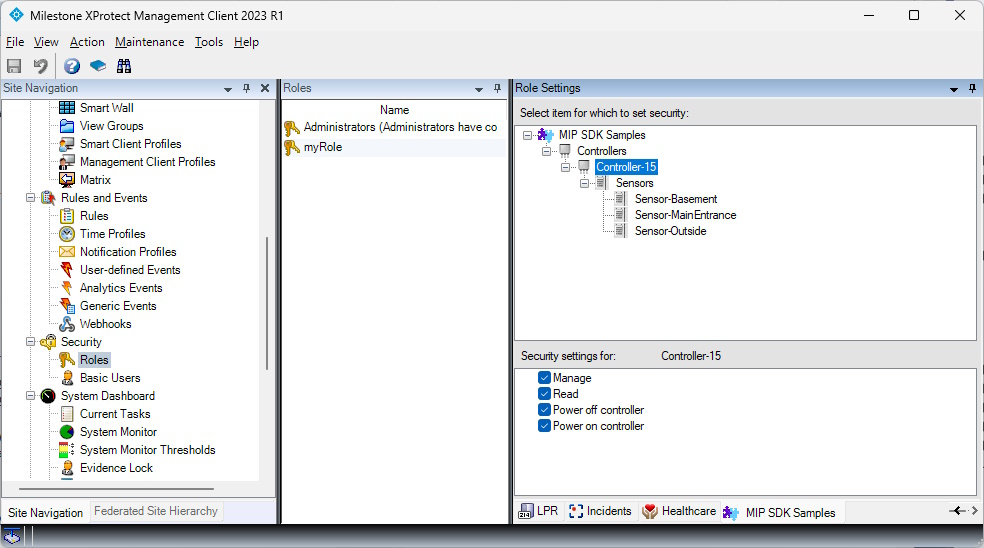 Milestone XProtect Management Client 2023 R1
File View Action Maintenance Tools Help
Site Navigation
Smart Wall
View Groups
Smart Client Profiles
Management Client Profiles
Matrix
Rules and Events
Rules
Time Profiles
Notification Profiles
User-defined Events
Analytics Events
Generic Events
Webhooks
Security
Roles
Basic Users
System Dashboard
Current Tasks
System Monitor
System Monitor Thresholds
Evidence Lock
Site Navigation Federated Site Hierarchy
Roles
Name
Administrators (Administrators have co
myRole
Role Settings
Select item for which to set security:
MIP SDK Samples
Controllers
Controller-15
Sensors
Sensor-Basement
Sensor-MainEntrance
Sensor-Outside
Security settings for: Controller-15
Manage
Read
Power off controller
Power on controller
LPR Incidents Healthcare MIP SDK Samples